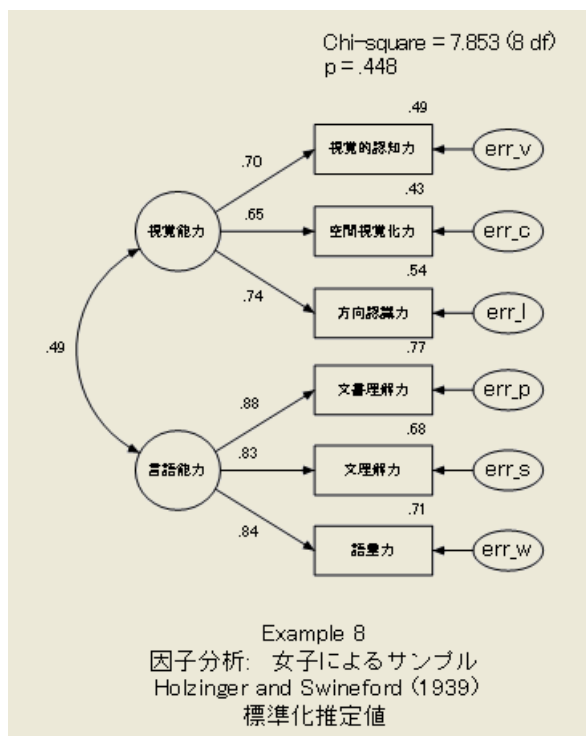 Chi-square = 7.853 (8 df)
p = .448
.49
視覚的認知力
err_v
.70
.43
視覚能力
.65
空間視覚化力
err_c
.54
.74
方向認識力
err_l
.49
.77
.88
文書理解力
err_p
.68
言語能力
.83
文理解力
err_s
.71
.84
語彙力
err_w
Example 8
因子分析: 女子によるサンプル
Holzinger and Swineford (1939)
標準化推定値